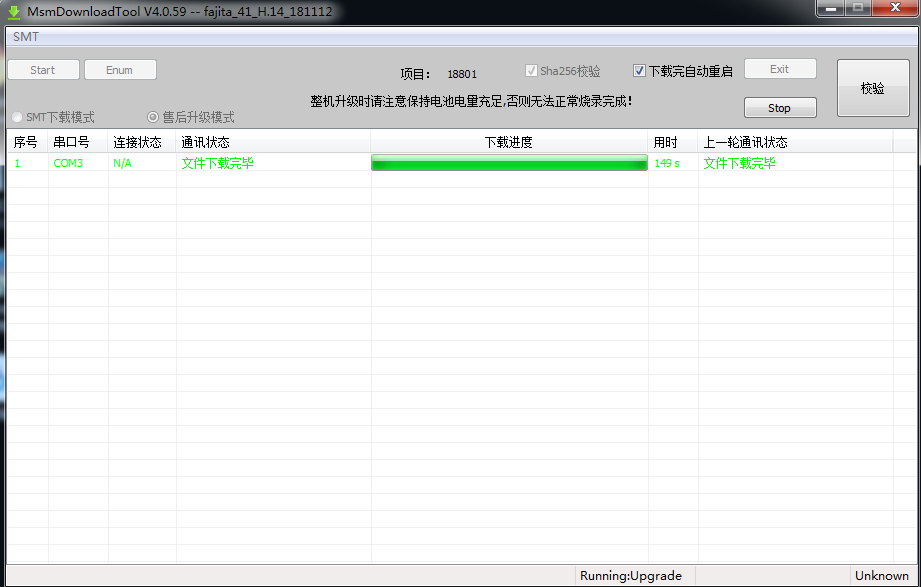 MsmDownloadTool V4.0.59 -- fajita_41_H.14_181112
SMT
Start Enum 项目: 18801 Sha256校验 下载完自动重启 Exit 校验
整机升级时请注意保持电池电量充足,否则无法正常烧录完成!
Stop
SMT下载模式 售后升级模式
序号 串口号 连接状态 通讯状态 下载进度 用时 上一轮通讯状态
1 COM3 N/A 文件下载完毕 149 s 文件下载完毕
Running:Upgrade Unknown